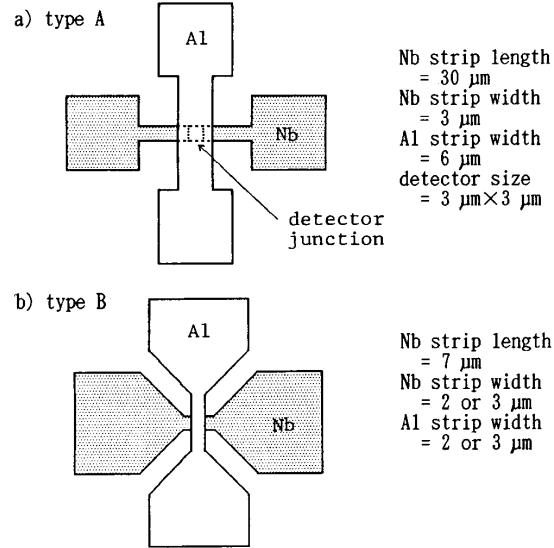 a) type A
Al
Nb
detector
junction
Nb strip length
= 30 μm
Nb strip width
= 3 μm
Al strip width
= 6 μm
detector size
= 3 μm×3 μm
b) type B
Al
Nb
Nb strip length
= 7 μm
Nb strip width
= 2 or 3 μm
Al strip width
= 2 or 3 μm